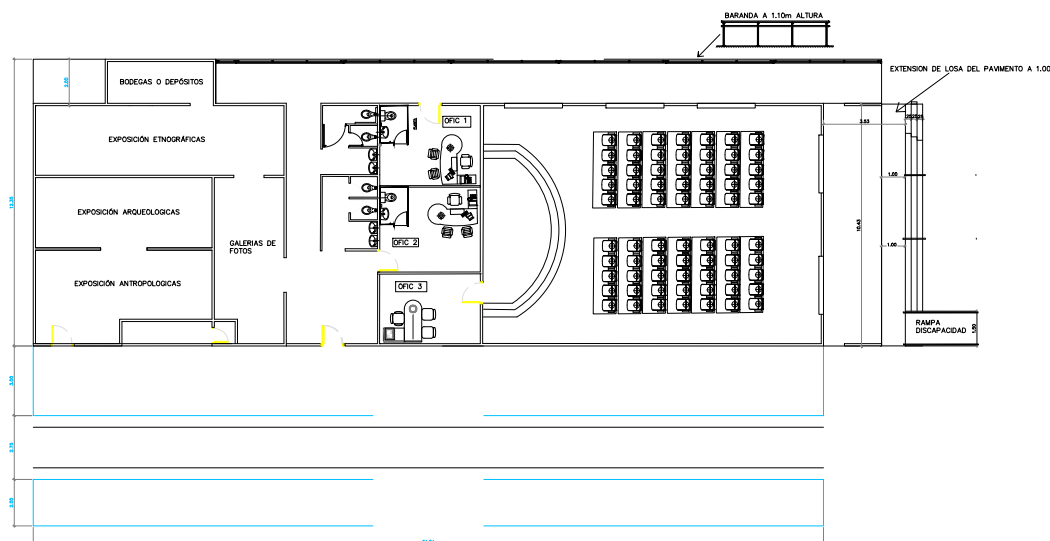 BARANDA A 1.10m ALTURA
EXTENSION DE LOSA DEL PAVIMENTO A 1.00
BODEGAS O DEPÓSITOS
3.00
EXPOSICIÓN ETNOGRÁFICAS
OFIC 1
3.53
1.00
EXPOSICIÓN ARQUEOLOGICAS
GALERIAS DE
FOTOS
OFIC 2
10.43
1.00
EXPOSICIÓN ANTROPOLOGICAS
OFIC 3
RAMPA
DISCAPACIDAD
1.50